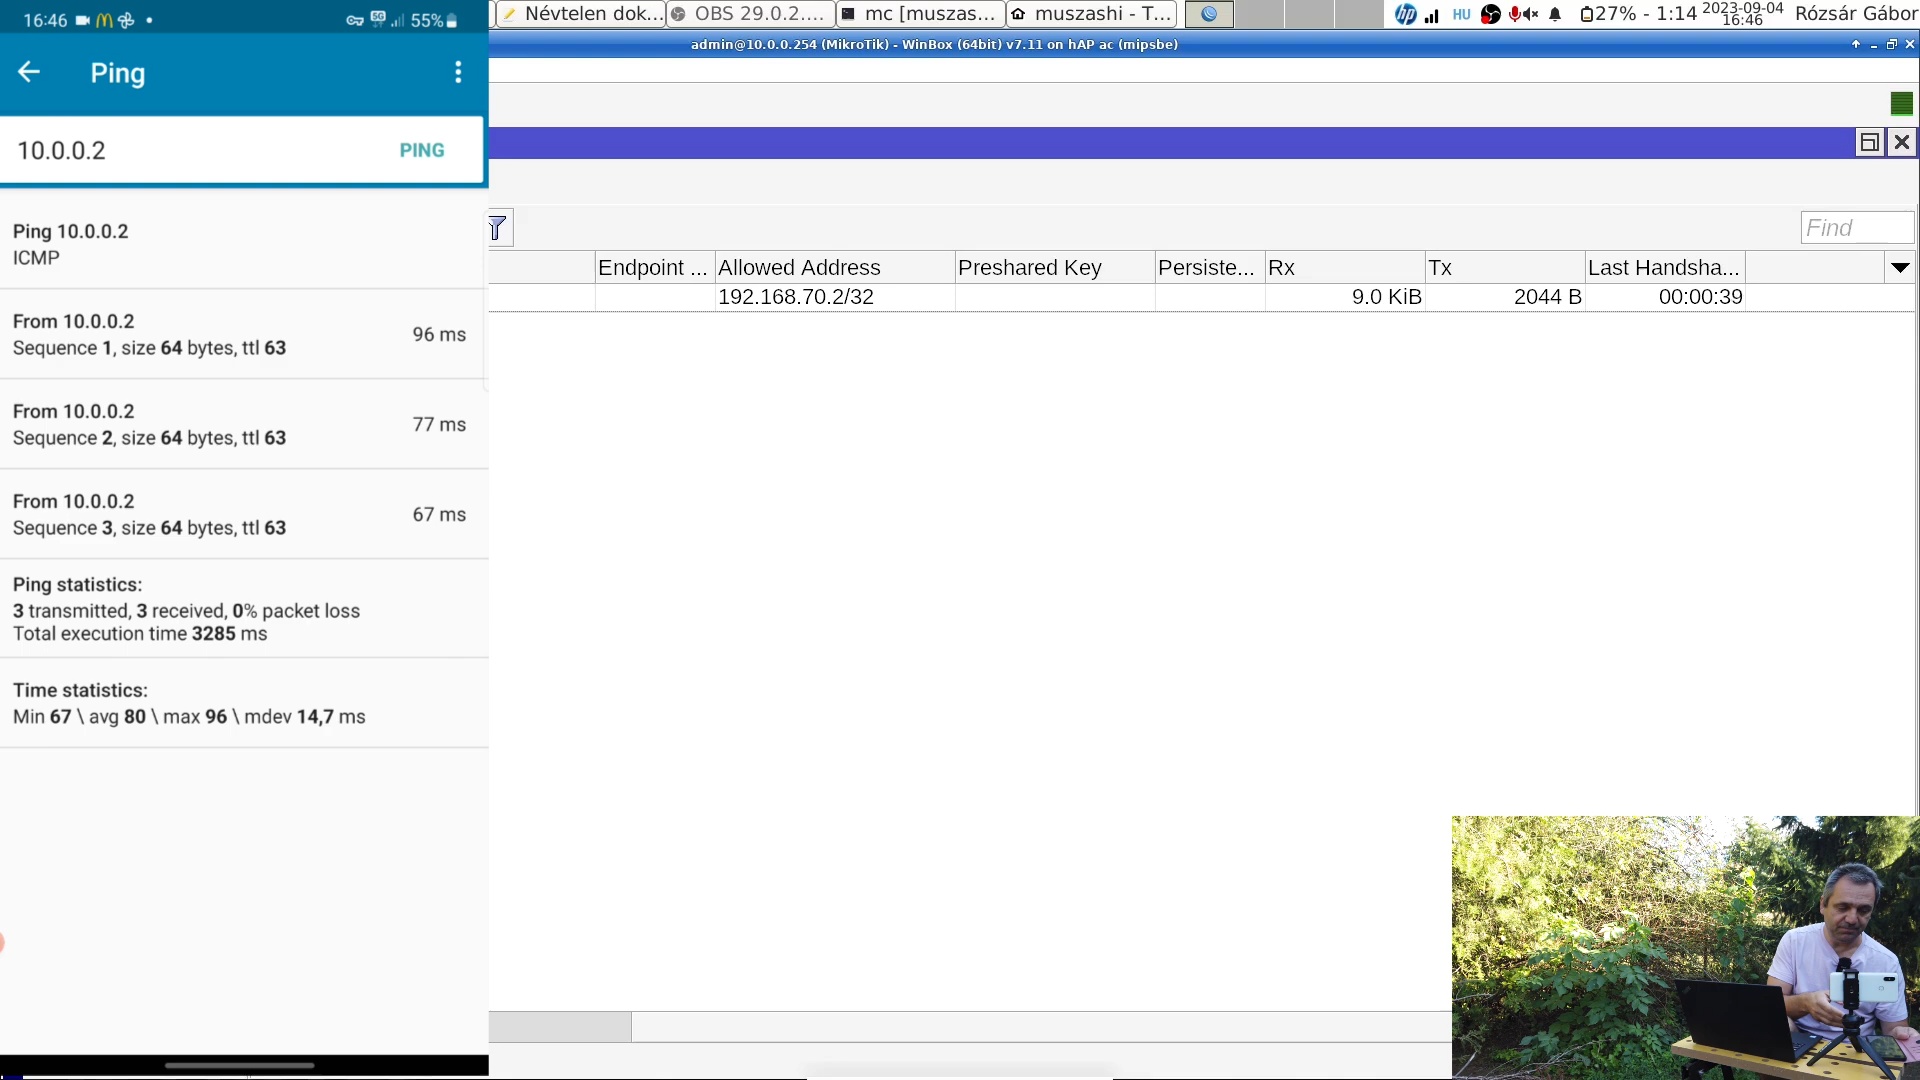 16:46
55%
Ping
10.0.0.2
PING
Ping 10.0.0.2
ICMP
From 10.0.0.2
Sequence 1, size 64 bytes, ttl 63
96 ms
From 10.0.0.2
Sequence 2, size 64 bytes, ttl 63
77 ms
From 10.0.0.2
Sequence 3, size 64 bytes, ttl 63
67 ms
Ping statistics:
3 transmitted, 3 received, 0% packet loss
Total execution time 3285 ms
Time statistics:
Min 67 \ avg 80 \ max 96 \ mdev 14,7 ms
Névtelen dok...
OBS 29.0.2....
mc [muszas...
muszashi - T...
hp
HU
27% - 1:14
2023-09-04
16:46
Rózsár Gábor
admin@10.0.0.254 (MikroTik) - WinBox (64bit) v7.11 on hAP ac (mipsbe)
Find
Endpoint ... Allowed Address Preshared Key Persiste... Rx Tx Last Handsha...
192.168.70.2/32 9.0 KiB 2044 B 00:00:39